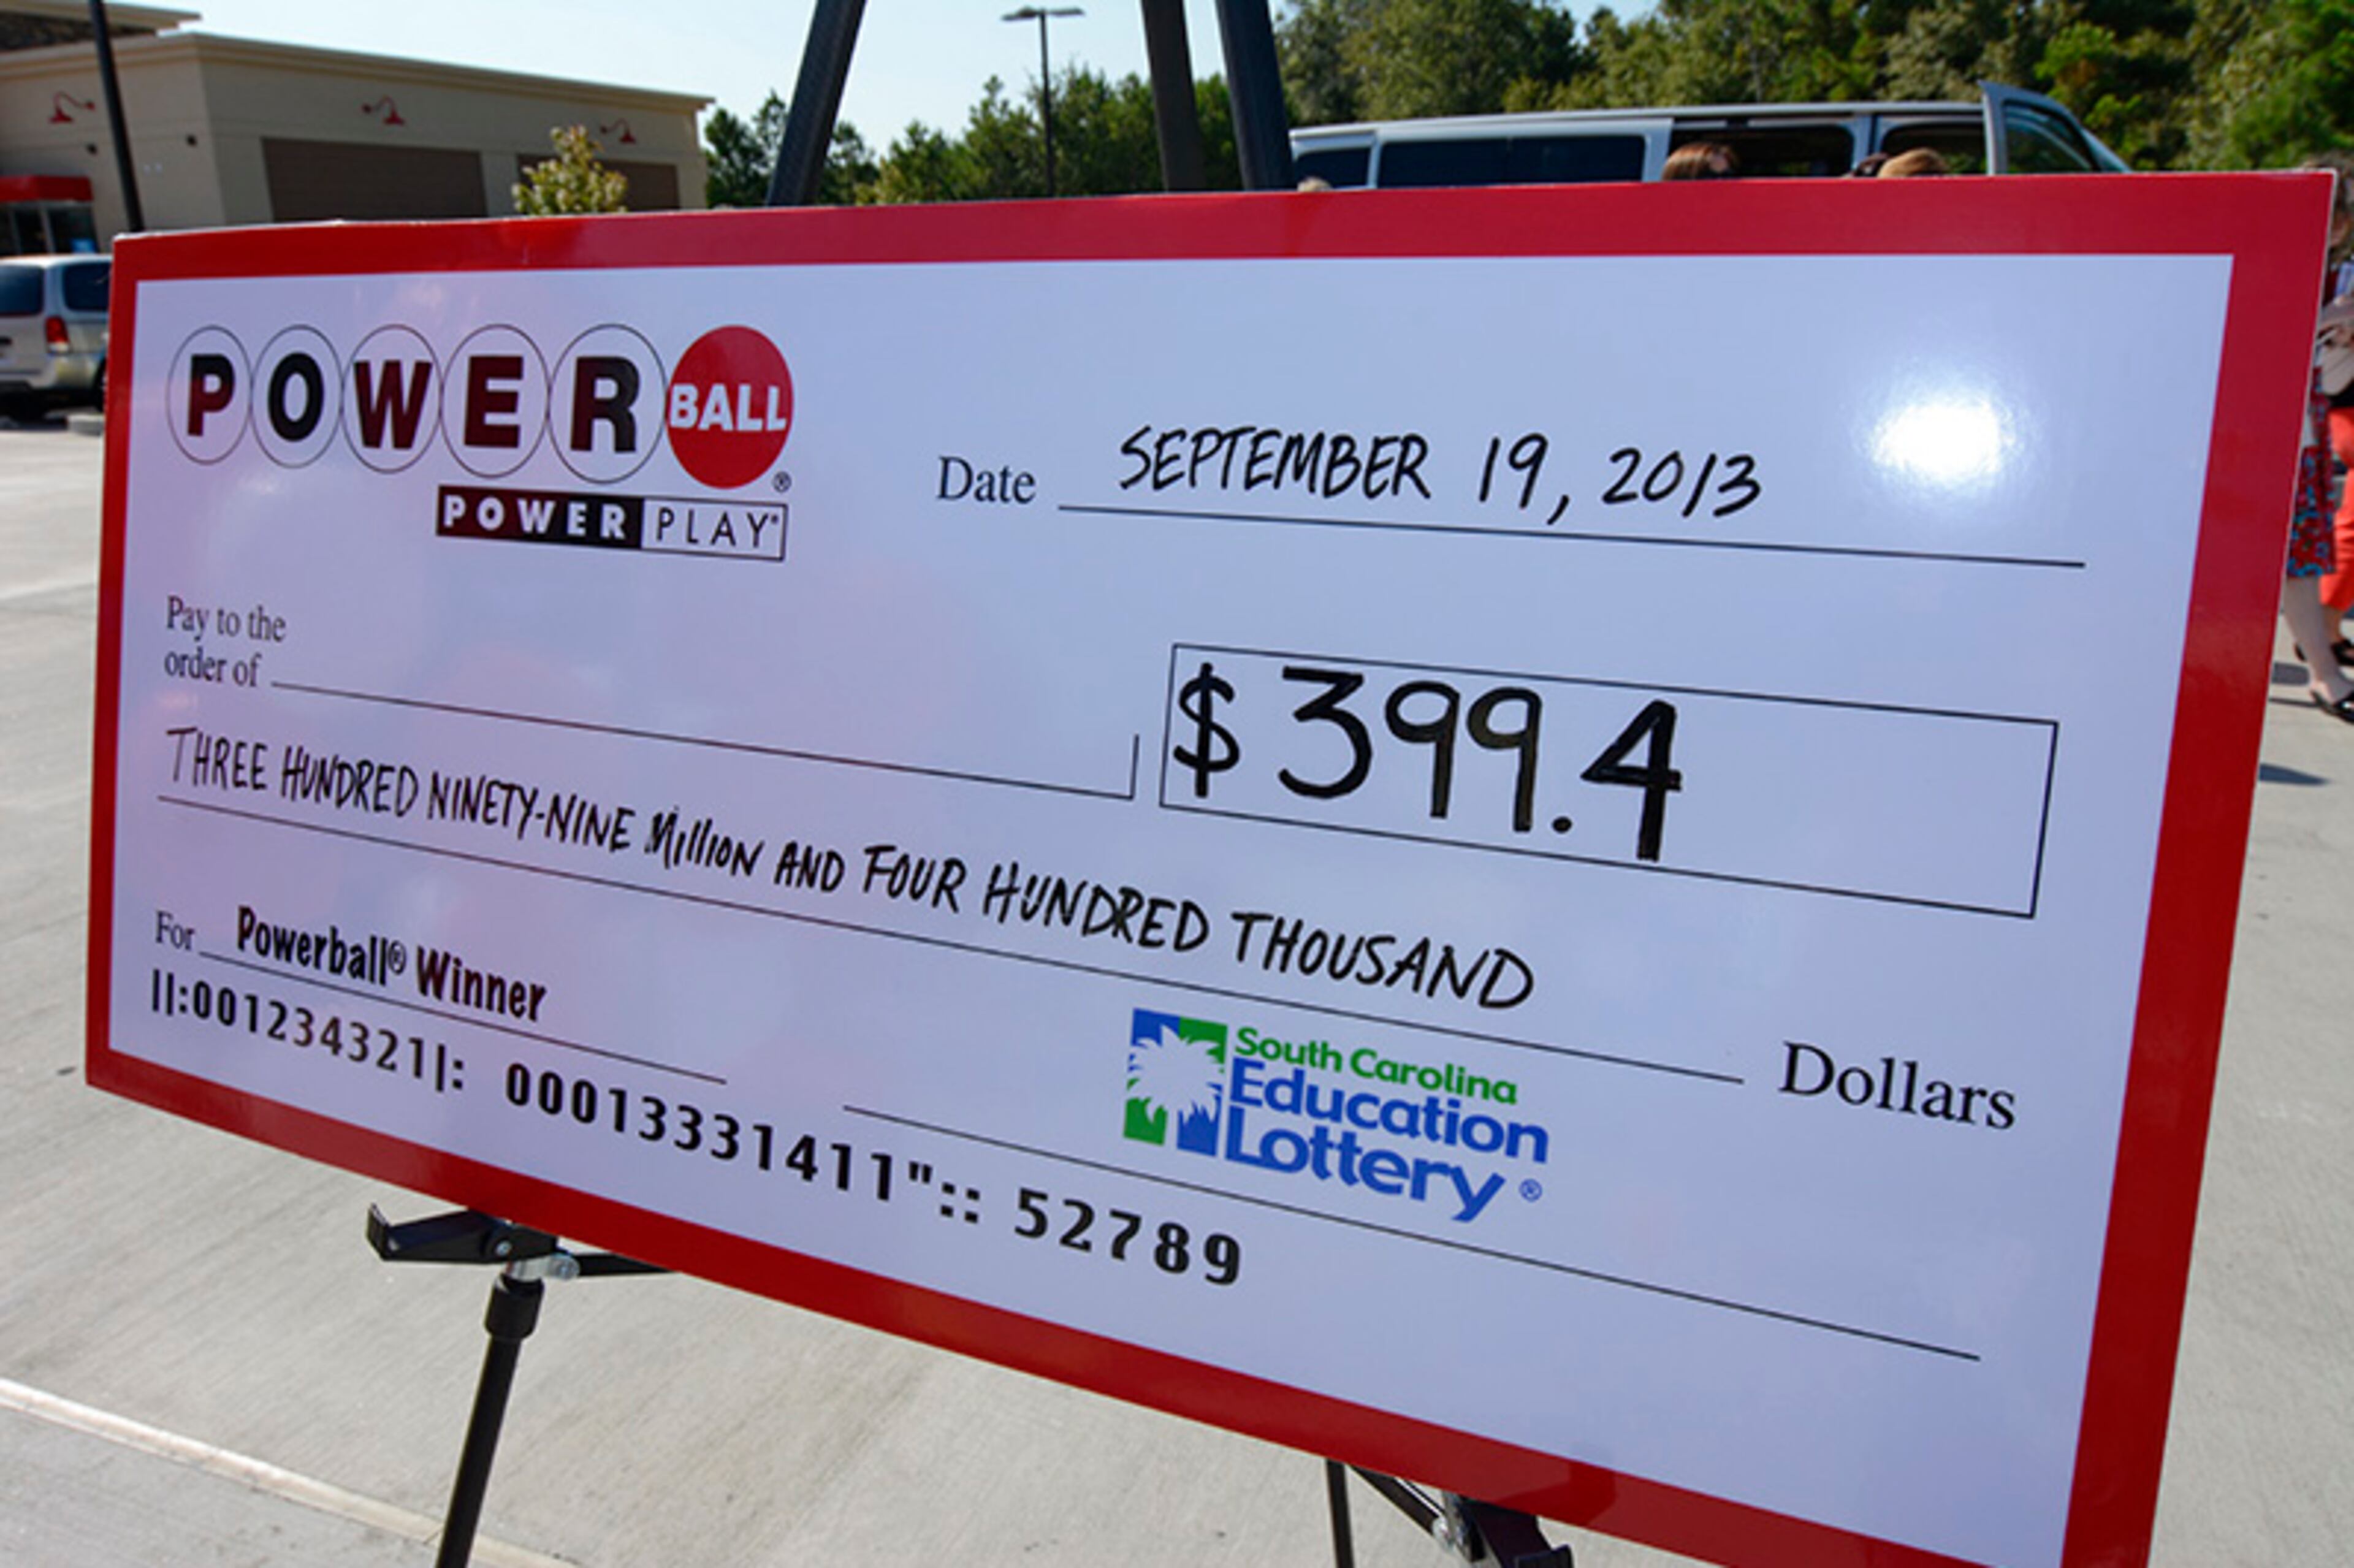 POWERBALL®
POWER PLAY®
Date SEPTEMBER 19, 2013
Pay to the
order of
$399.4
THREE HUNDRED NINETY-NINE Million AND FOUR HUNDRED THOUSAND
Dollars
For Powerball® Winner
South Carolina
Education
Lottery®
||:001234321|: 00013331411":: 52789